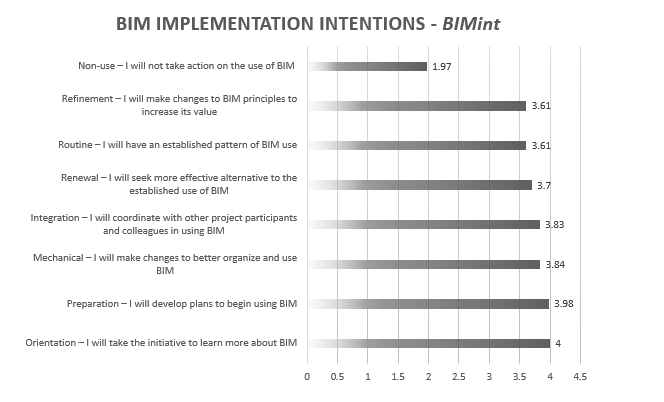 BIM IMPLEMENTATION INTENTIONS - BIMint
Non-use – I will not take action on the use of BIM
1.97
Refinement – I will make changes to BIM principles to
increase its value
3.61
Routine – I will have an established pattern of BIM use
3.61
Renewal – I will seek more effective alternative to the
established use of BIM
3.7
Integration – I will coordinate with other project participants
and colleagues in using BIM
3.83
Mechanical – I will make changes to better organize and use
BIM
3.84
Preparation – I will develop plans to begin using BIM
3.98
Orientation – I will take the initiative to learn more about BIM
4
0 0.5 1 1.5 2 2.5 3 3.5 4 4.5